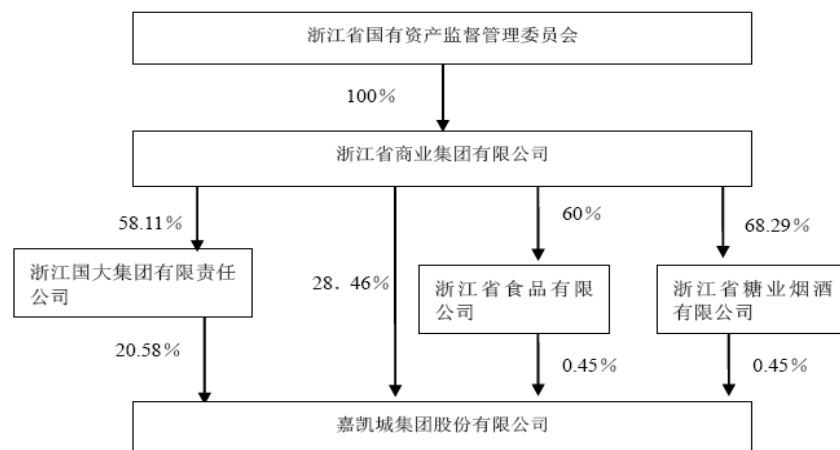 浙江省国有资产监督管理委员会
100%
浙江省商业集团有限公司
58.11%
60%
68.29%
浙江国大集团有限责任
公司
28．46%
浙江省食品有限
公司
浙江省糖业烟酒
有限公司
20.58%
0.45%
0.45%
嘉凯城集团股份有限公司